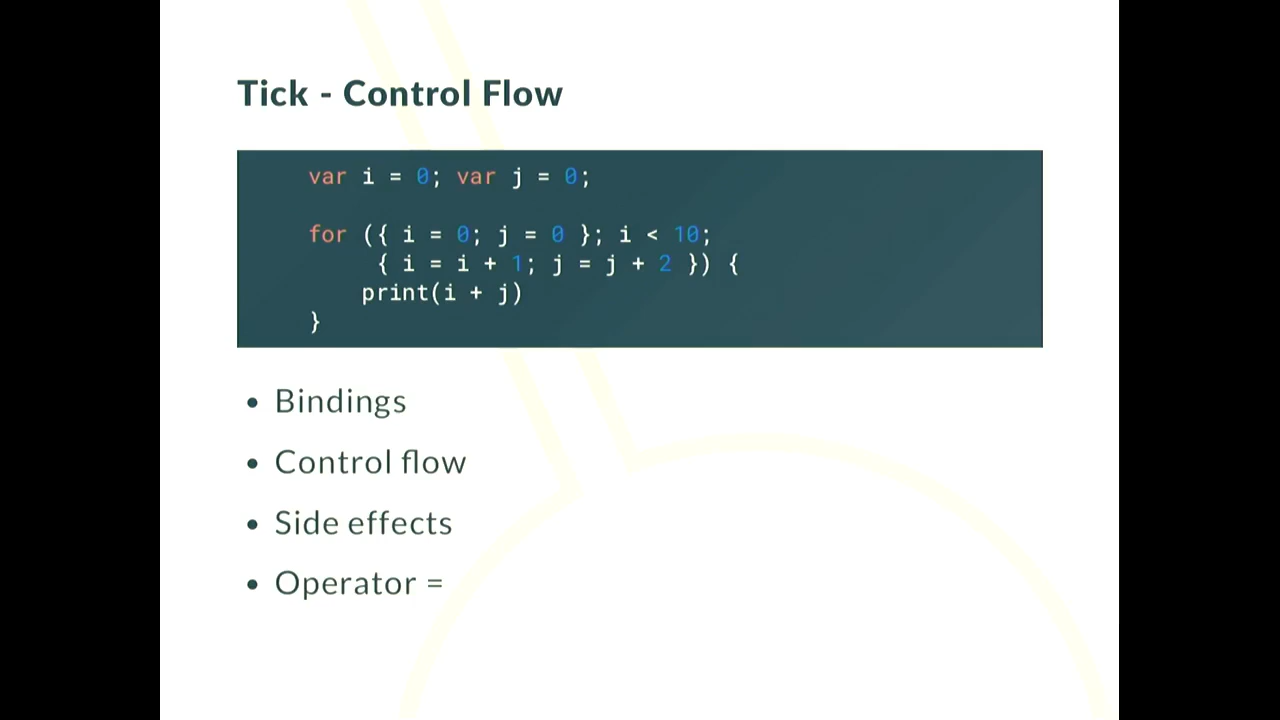 Tick - Control Flow
var i = 0; var j = 0;
for ({ i = 0; j = 0 }; i < 10;
{ i = i + 1; j = j + 2 }) {
print(i + j)
}
• Bindings
• Control flow
• Side effects
• Operator =